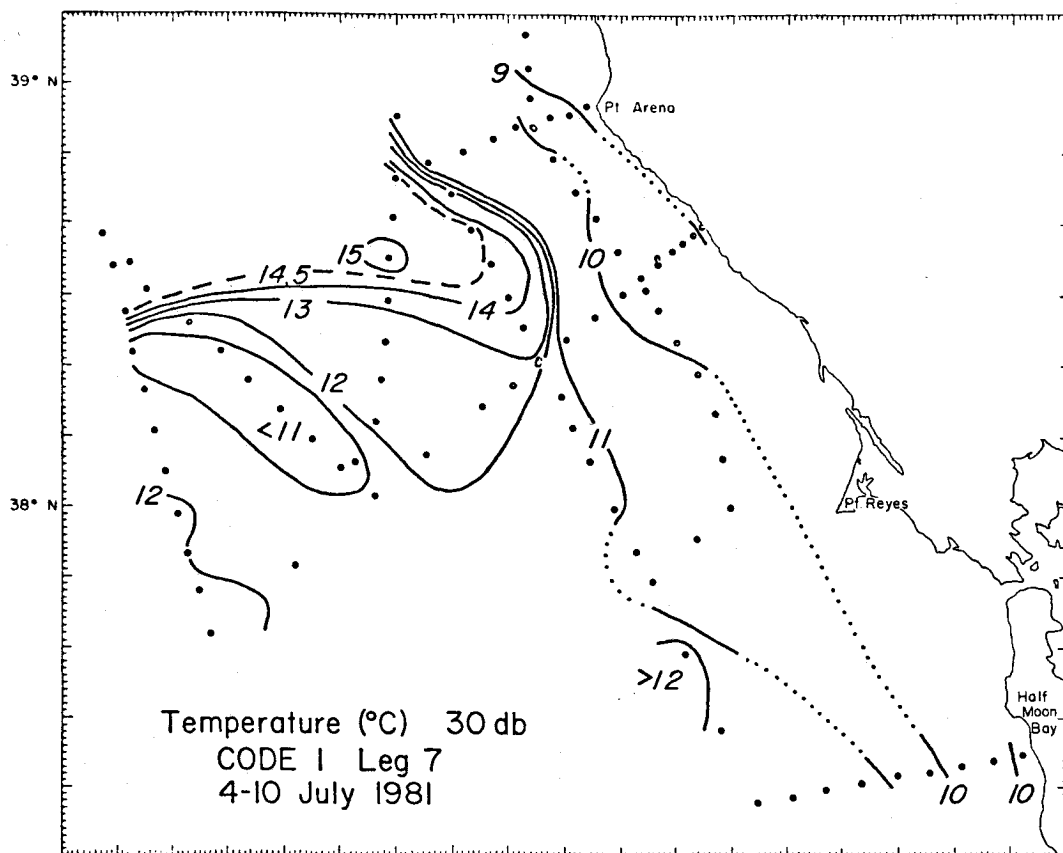 39° N
9
Pt Arena
10
15
14.5
13
14
12
<11
11
12
38° N
Pt. Reyes
>12
Half
Moon
Bay
Temperature (°C) 30 db
CODE I Leg 7
4-10 July 1981
10
10